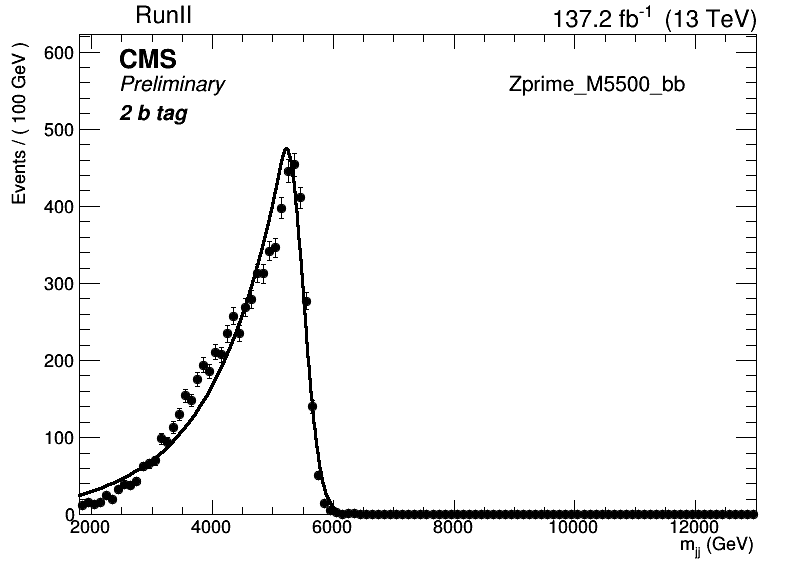 RunII
137.2 fb⁻¹ (13 TeV)
Events / ( 100 GeV )
CMS
Preliminary
2 b tag
Zprime_M5500_bb
600
500
400
300
200
100
0
2000 4000 6000 8000 10000 12000
m_jj (GeV)